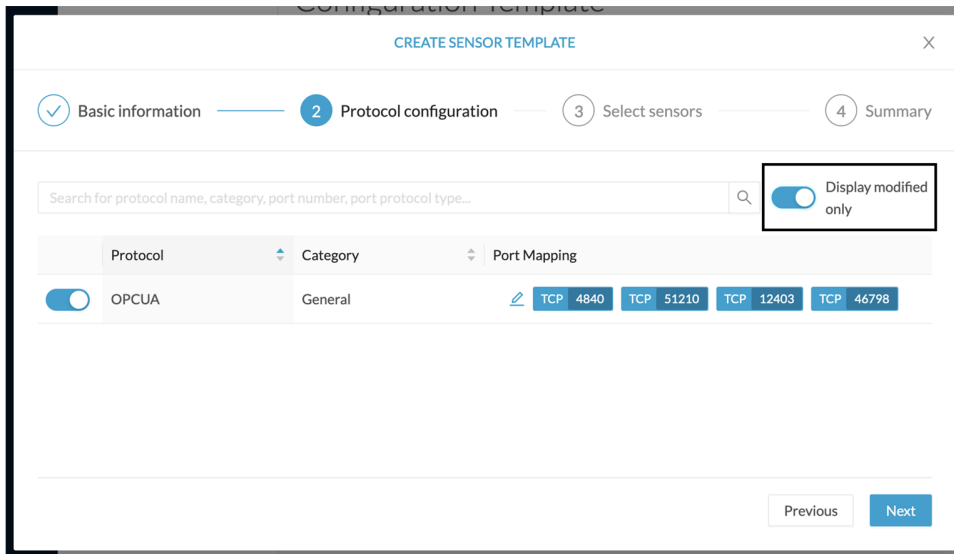 Configuration Template
CREATE SENSOR TEMPLATE
Basic information
2 Protocol configuration
3 Select sensors
4 Summary
Search for protocol name, category, port number, port protocol type...
Display modified
only
Protocol Category Port Mapping
OPCUA General TCP 4840 TCP 51210 TCP 12403 TCP 46798
Previous Next